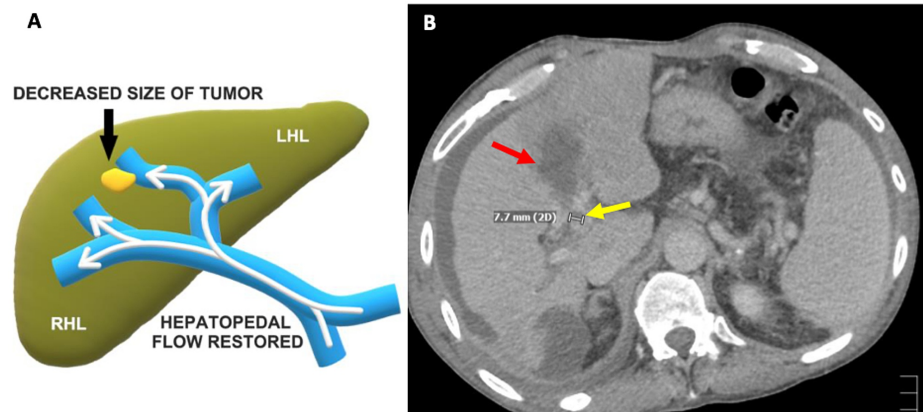 A
DECREASED SIZE OF TUMOR
LHL
RHL
HEPATOPEDAL
FLOW RESTORED
B
7.7 mm (2D)